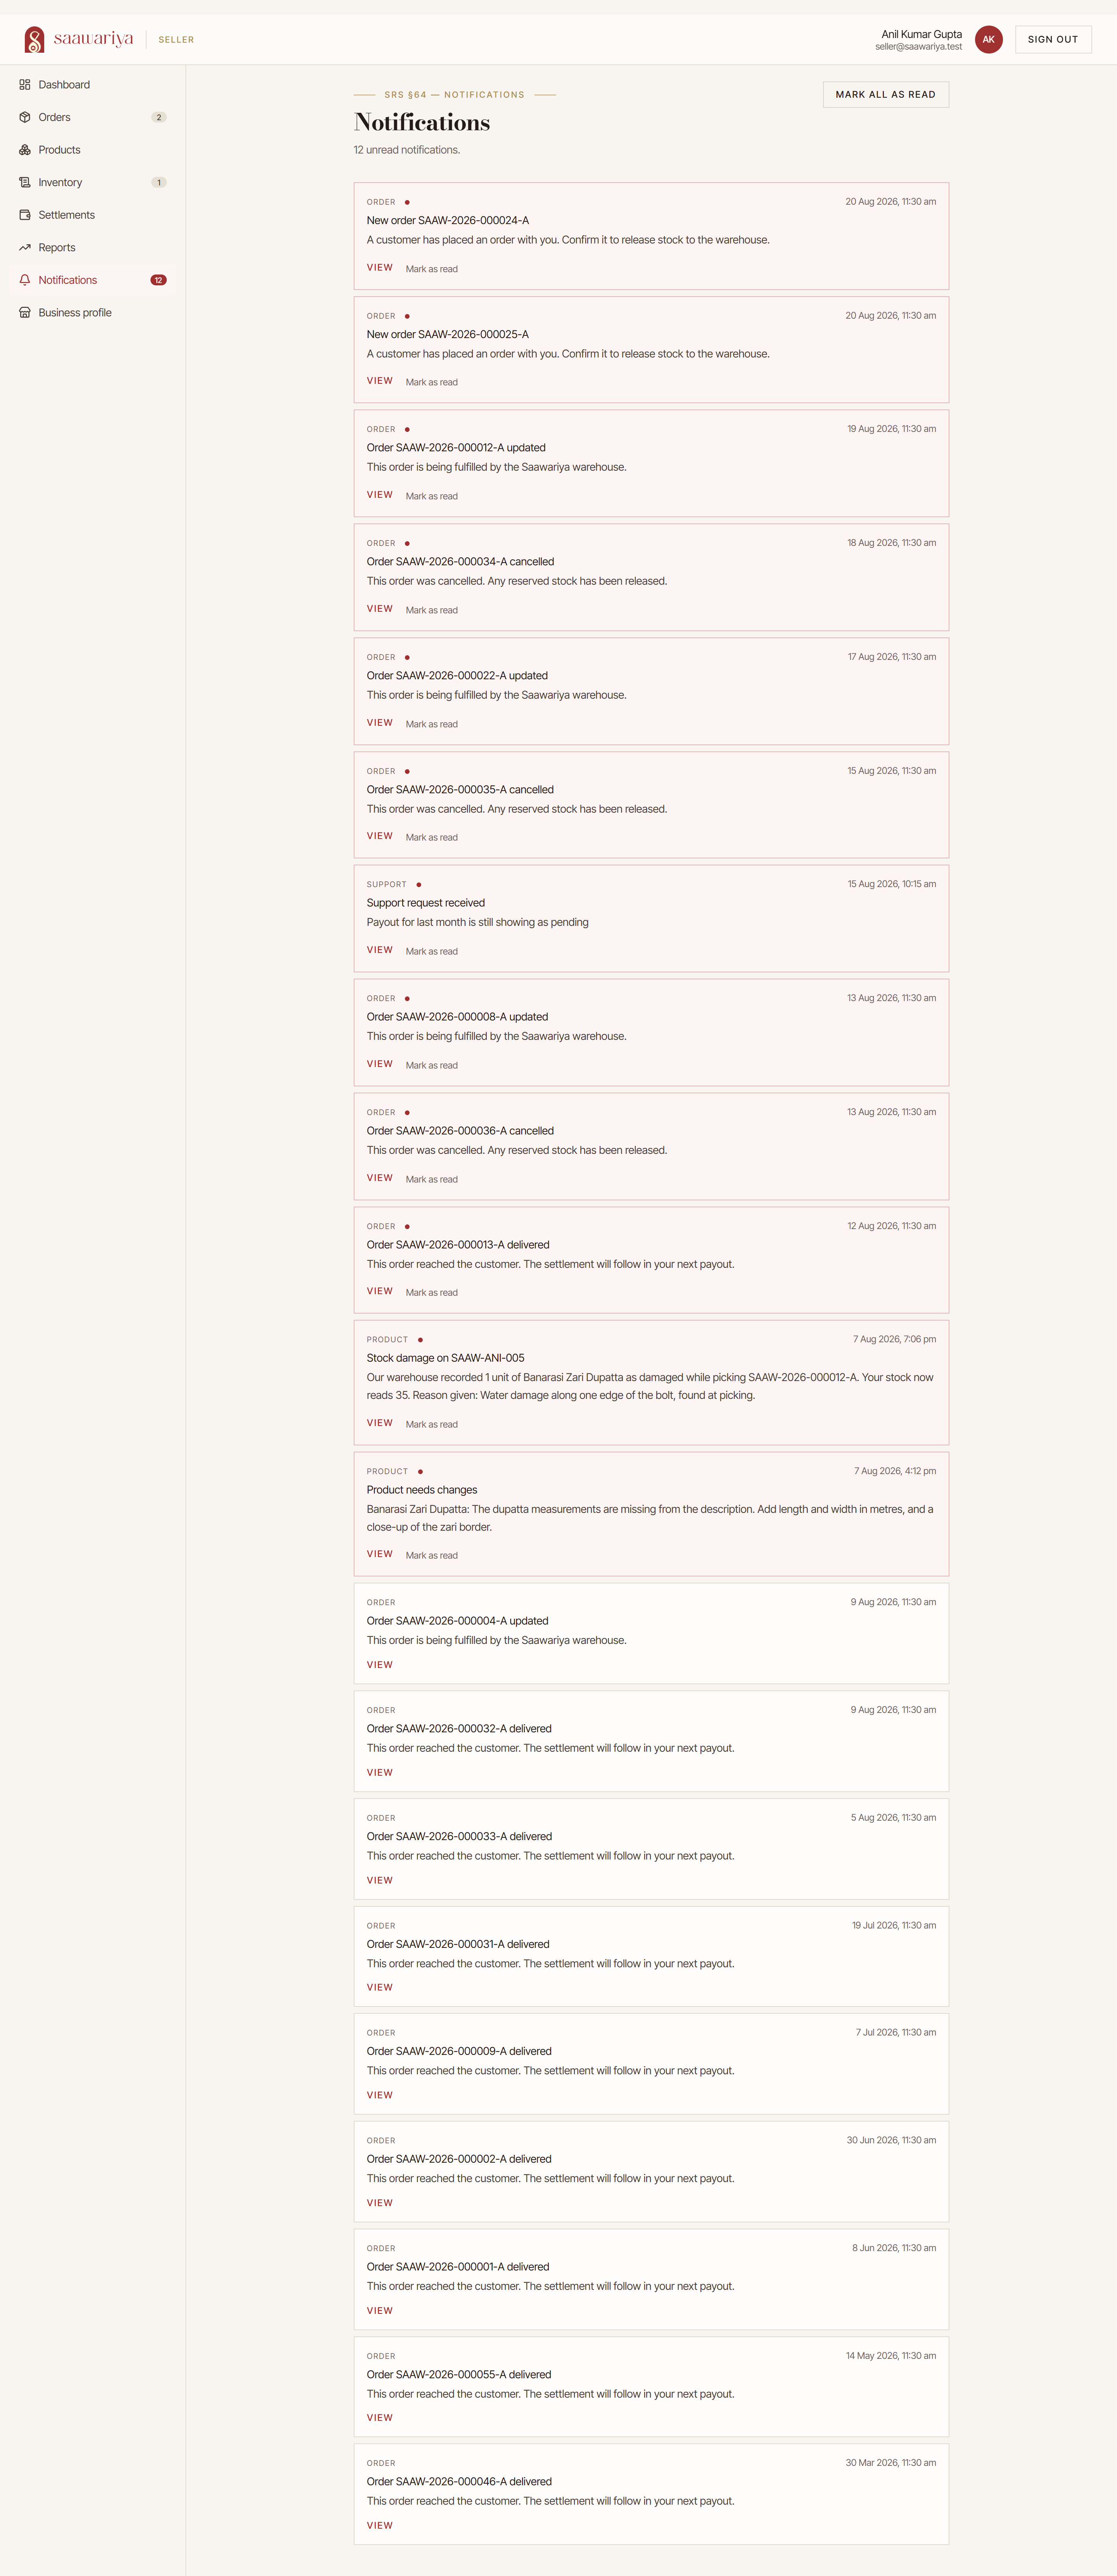 saawariya
SELLER
Anil Kumar Gupta
seller@saawariya.test
AK
SIGN OUT
Dashboard
Orders 2
Products
Inventory 1
Settlements
Reports
Notifications 12
Business profile
SRS §64 — NOTIFICATIONS
MARK ALL AS READ
Notifications
12 unread notifications.
ORDER 20 Aug 2026, 11:30 am
New order SAAW-2026-000024-A
A customer has placed an order with you. Confirm it to release stock to the warehouse.
VIEW Mark as read
ORDER 20 Aug 2026, 11:30 am
New order SAAW-2026-000025-A
A customer has placed an order with you. Confirm it to release stock to the warehouse.
VIEW Mark as read
ORDER 19 Aug 2026, 11:30 am
Order SAAW-2026-000012-A updated
This order is being fulfilled by the Saawariya warehouse.
VIEW Mark as read
ORDER 18 Aug 2026, 11:30 am
Order SAAW-2026-000034-A cancelled
This order was cancelled. Any reserved stock has been released.
VIEW Mark as read
ORDER 17 Aug 2026, 11:30 am
Order SAAW-2026-000022-A updated
This order is being fulfilled by the Saawariya warehouse.
VIEW Mark as read
ORDER 15 Aug 2026, 11:30 am
Order SAAW-2026-000035-A cancelled
This order was cancelled. Any reserved stock has been released.
VIEW Mark as read
SUPPORT 15 Aug 2026, 10:15 am
Support request received
Payout for last month is still showing as pending
VIEW Mark as read
ORDER 13 Aug 2026, 11:30 am
Order SAAW-2026-000008-A updated
This order is being fulfilled by the Saawariya warehouse.
VIEW Mark as read
ORDER 13 Aug 2026, 11:30 am
Order SAAW-2026-000036-A cancelled
This order was cancelled. Any reserved stock has been released.
VIEW Mark as read
ORDER 12 Aug 2026, 11:30 am
Order SAAW-2026-000013-A delivered
This order reached the customer. The settlement will follow in your next payout.
VIEW Mark as read
PRODUCT 7 Aug 2026, 7:06 pm
Stock damage on SAAW-ANI-005
Our warehouse recorded 1 unit of Banarasi Zari Dupatta as damaged while picking SAAW-2026-000012-A. Your stock now
reads 35. Reason given: Water damage along one edge of the bolt, found at picking.
VIEW Mark as read
PRODUCT 7 Aug 2026, 4:12 pm
Product needs changes
Banarasi Zari Dupatta: The dupatta measurements are missing from the description. Add length and width in metres, and a
close-up of the zari border.
VIEW Mark as read
ORDER 9 Aug 2026, 11:30 am
Order SAAW-2026-000004-A updated
This order is being fulfilled by the Saawariya warehouse.
VIEW
ORDER 9 Aug 2026, 11:30 am
Order SAAW-2026-000032-A delivered
This order reached the customer. The settlement will follow in your next payout.
VIEW
ORDER 5 Aug 2026, 11:30 am
Order SAAW-2026-000033-A delivered
This order reached the customer. The settlement will follow in your next payout.
VIEW
ORDER 19 Jul 2026, 11:30 am
Order SAAW-2026-000031-A delivered
This order reached the customer. The settlement will follow in your next payout.
VIEW
ORDER 7 Jul 2026, 11:30 am
Order SAAW-2026-000009-A delivered
This order reached the customer. The settlement will follow in your next payout.
VIEW
ORDER 30 Jun 2026, 11:30 am
Order SAAW-2026-000002-A delivered
This order reached the customer. The settlement will follow in your next payout.
VIEW
ORDER 8 Jun 2026, 11:30 am
Order SAAW-2026-000001-A delivered
This order reached the customer. The settlement will follow in your next payout.
VIEW
ORDER 14 May 2026, 11:30 am
Order SAAW-2026-000055-A delivered
This order reached the customer. The settlement will follow in your next payout.
VIEW
ORDER 30 Mar 2026, 11:30 am
Order SAAW-2026-000046-A delivered
This order reached the customer. The settlement will follow in your next payout.
VIEW